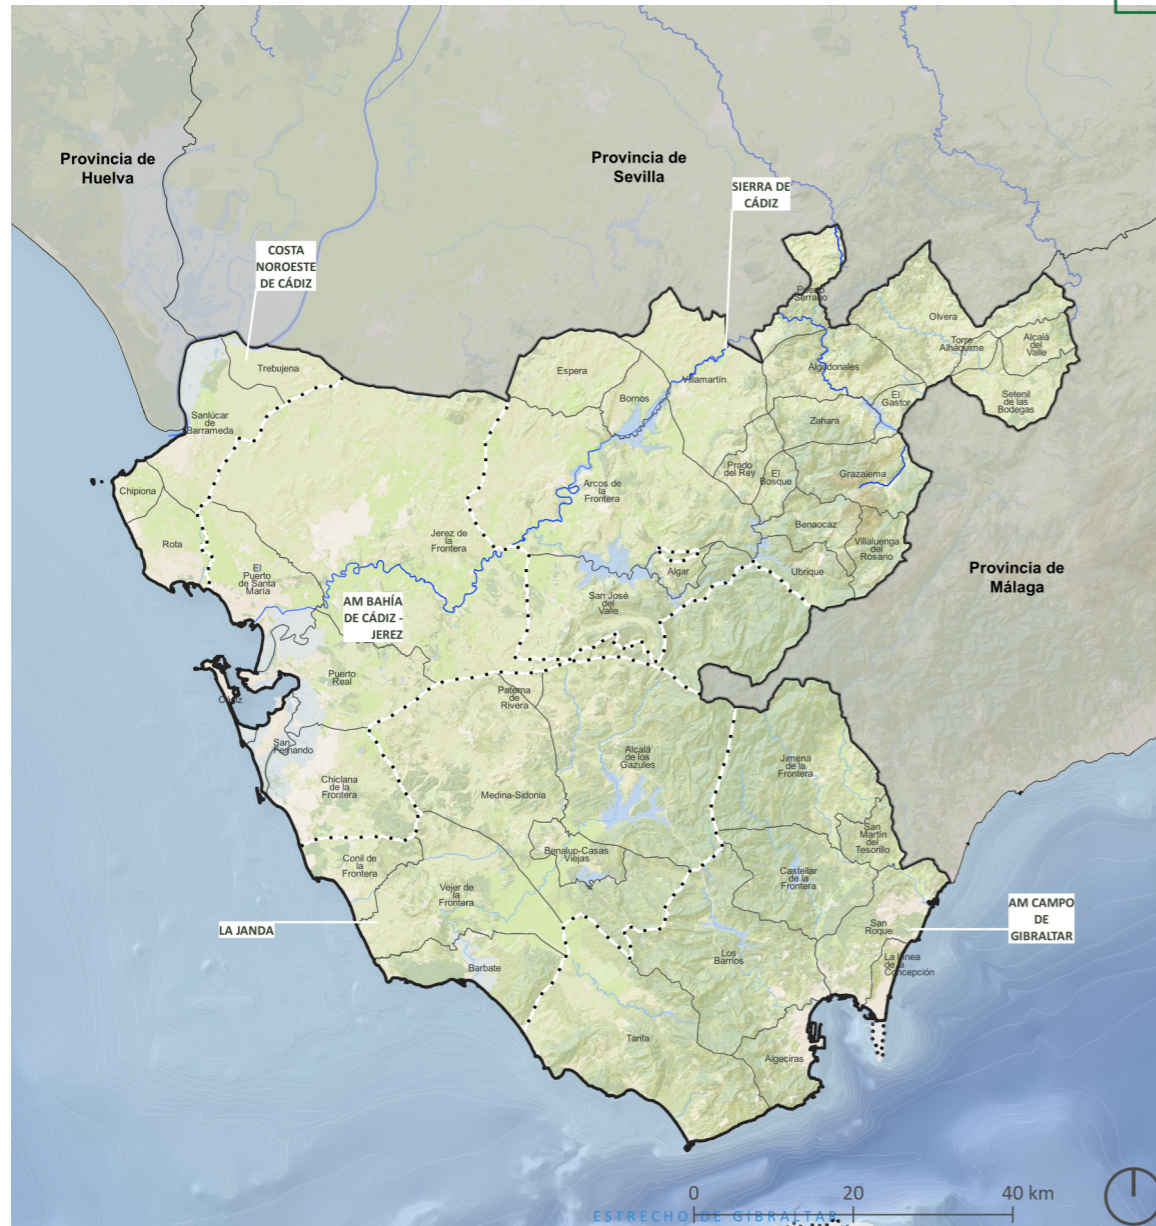 Provincia de
Huelva
Provincia de
Sevilla
SIERRA DE
CÁDIZ
COSTA
NOROESTE
DE CÁDIZ
Puerto
Serrano
Olvera
Torre
Alháquime
Alcalá
del
Valle
Trebujena
Espera
Villamartín
Algodonales
El
Gastor
Setenil
de las
Bodegas
Bornos
Sanlúcar
de
Barrameda
Zahara
Prado
del Rey
El
Bosque
Grazalema
Chipiona
Arcos de
la
Frontera
Benaocaz
Rota
Jerez de
la
Frontera
Villaluenga
del
Rosario
El
Puerto
de Santa
María
Algar
Ubrique
Provincia de
Málaga
AM BAHÍA
DE CÁDIZ -
JEREZ
San José
del
Valle
Puerto
Real
Cádiz
Paterna
de
Rivera
San
Fernando
Alcalá
de los
Gazules
Jimena
de la
Frontera
Chiclana
de la
Frontera
Medina-Sidonia
San
Martín
del
Tesorillo
Conil de
la
Frontera
Benalup-Casas
Viejas
Castellar
de la
Frontera
Vejer de
la
Frontera
LA JANDA
San
Roque
AM CAMPO
DE
GIBRALTAR
Barbate
Los
Barrios
La Línea
de la
Concepción
Tarifa
Algeciras
0 20 40 km
ESTRECHO DE GIBRALTAR